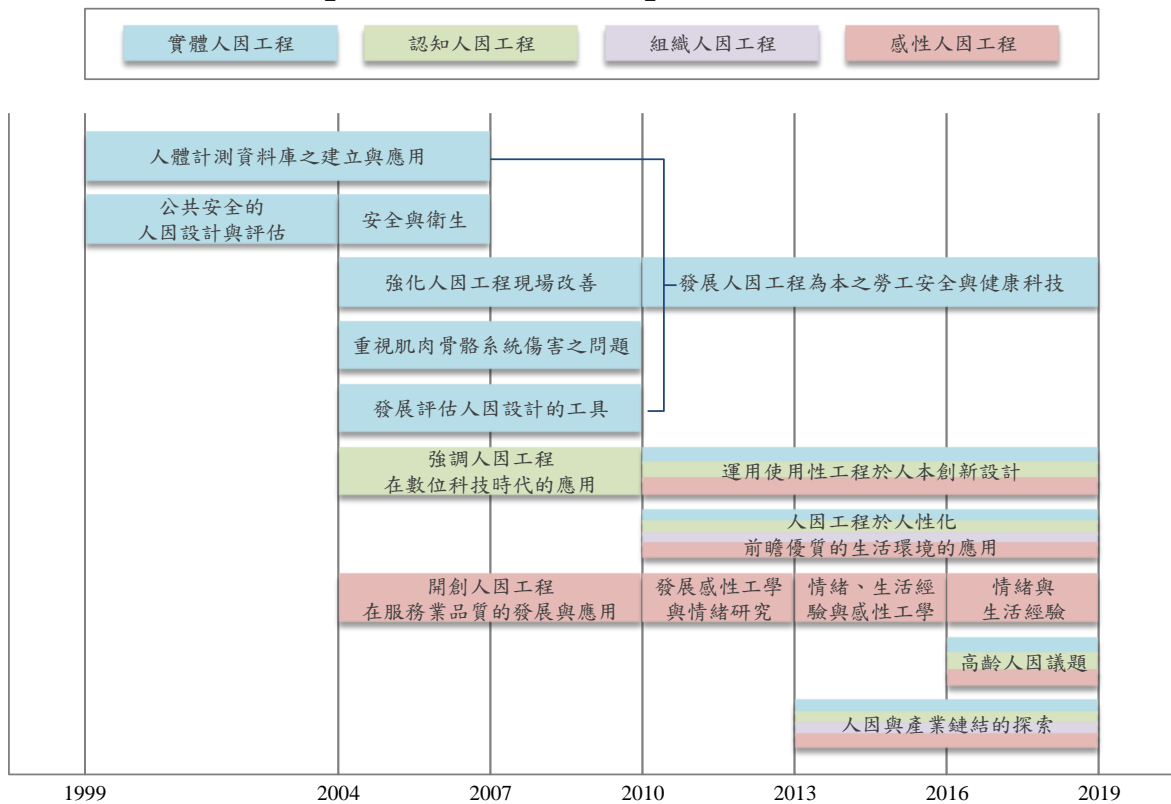 實體人因工程
認知人因工程
組織人因工程
感性人因工程
人體計測資料庫之建立與應用
公共安全的
人因設計與評估
安全與衛生
強化人因工程現場改善
發展人因工程為本之勞工安全與健康科技
重視肌肉骨骼系統傷害之問題
發展評估人因設計的工具
強調人因工程
在數位科技時代的應用
運用使用性工程於人本創新設計
人因工程於人性化
前瞻優質的生活環境的應用
開創人因工程
在服務業品質的發展與應用
發展感性工學
與情緒研究
情緒、生活經
驗與感性工學
情緒與
生活經驗
高齡人因議題
人因與產業鏈結的探索
1999
2004
2007
2010
2013
2016
2019